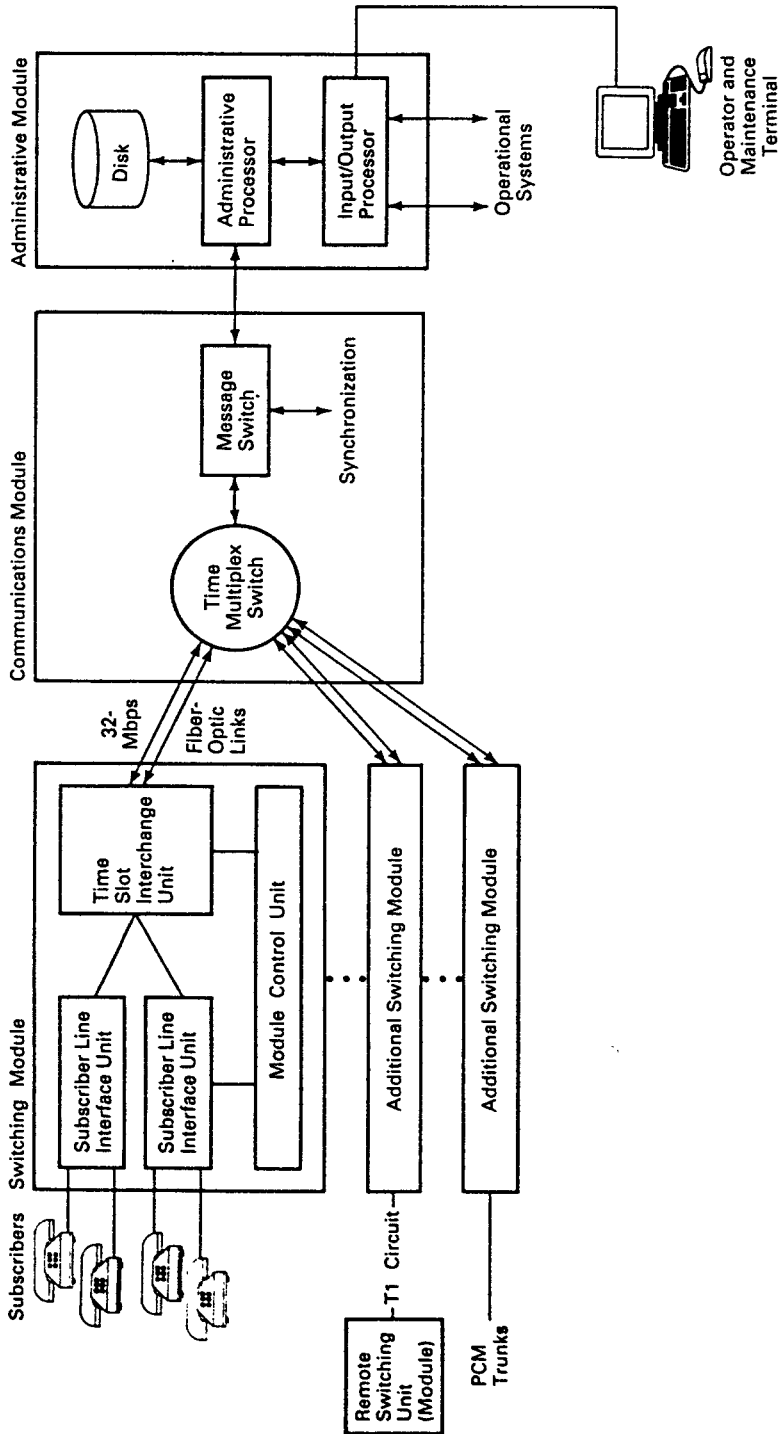 Subscribers
Switching Module
Subscriber Line
Interface Unit
Subscriber Line
Interface Unit
Time
Slot
Interchange
Unit
Module Control Unit
32-
Mbps
Fiber-
Optic
Links
Communications Module
Time
Multiplex
Switch
Message
Switch
Synchronization
Administrative Module
Disk
Administrative
Processor
Input/Output
Processor
Operational
Systems
Operator and
Maintenance
Terminal
Remote
Switching
Unit
(Module)
T1 Circuit
Additional Switching Module
PCM
Trunks
Additional Switching Module